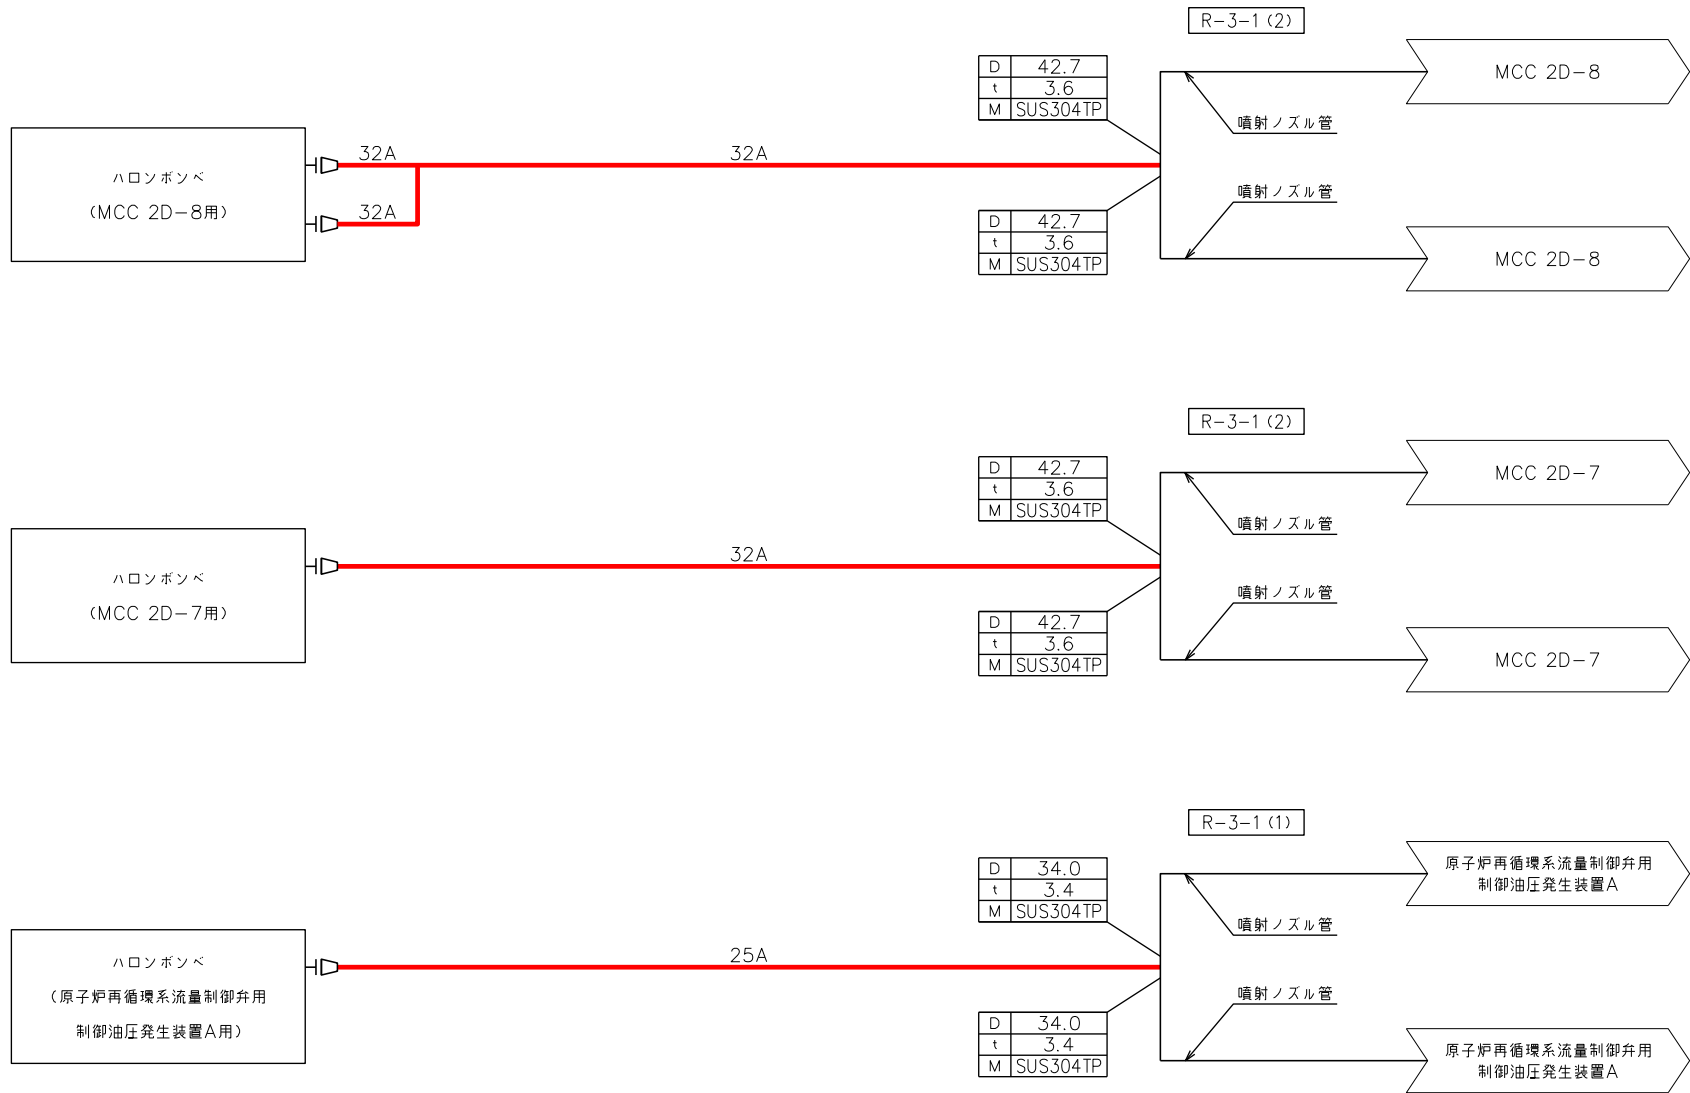 R-3-1(2)
D 42.7
t 3.6
M SUS304TP
MCC 2D-8
噴射ノズル管
32A
32A
ハロンボンベ
(MCC 2D-8用)
32A
噴射ノズル管
D 42.7
t 3.6
M SUS304TP
MCC 2D-8
R-3-1(2)
D 42.7
t 3.6
M SUS304TP
MCC 2D-7
噴射ノズル管
32A
ハロンボンベ
(MCC 2D-7用)
噴射ノズル管
D 42.7
t 3.6
M SUS304TP
MCC 2D-7
R-3-1(1)
D 34.0
t 3.4
M SUS304TP
原子炉再循環系流量制御弁用
制御油圧発生装置A
噴射ノズル管
25A
ハロンボンベ
(原子炉再循環系流量制御弁用
制御油圧発生装置A用)
噴射ノズル管
D 34.0
t 3.4
M SUS304TP
原子炉再循環系流量制御弁用
制御油圧発生装置A